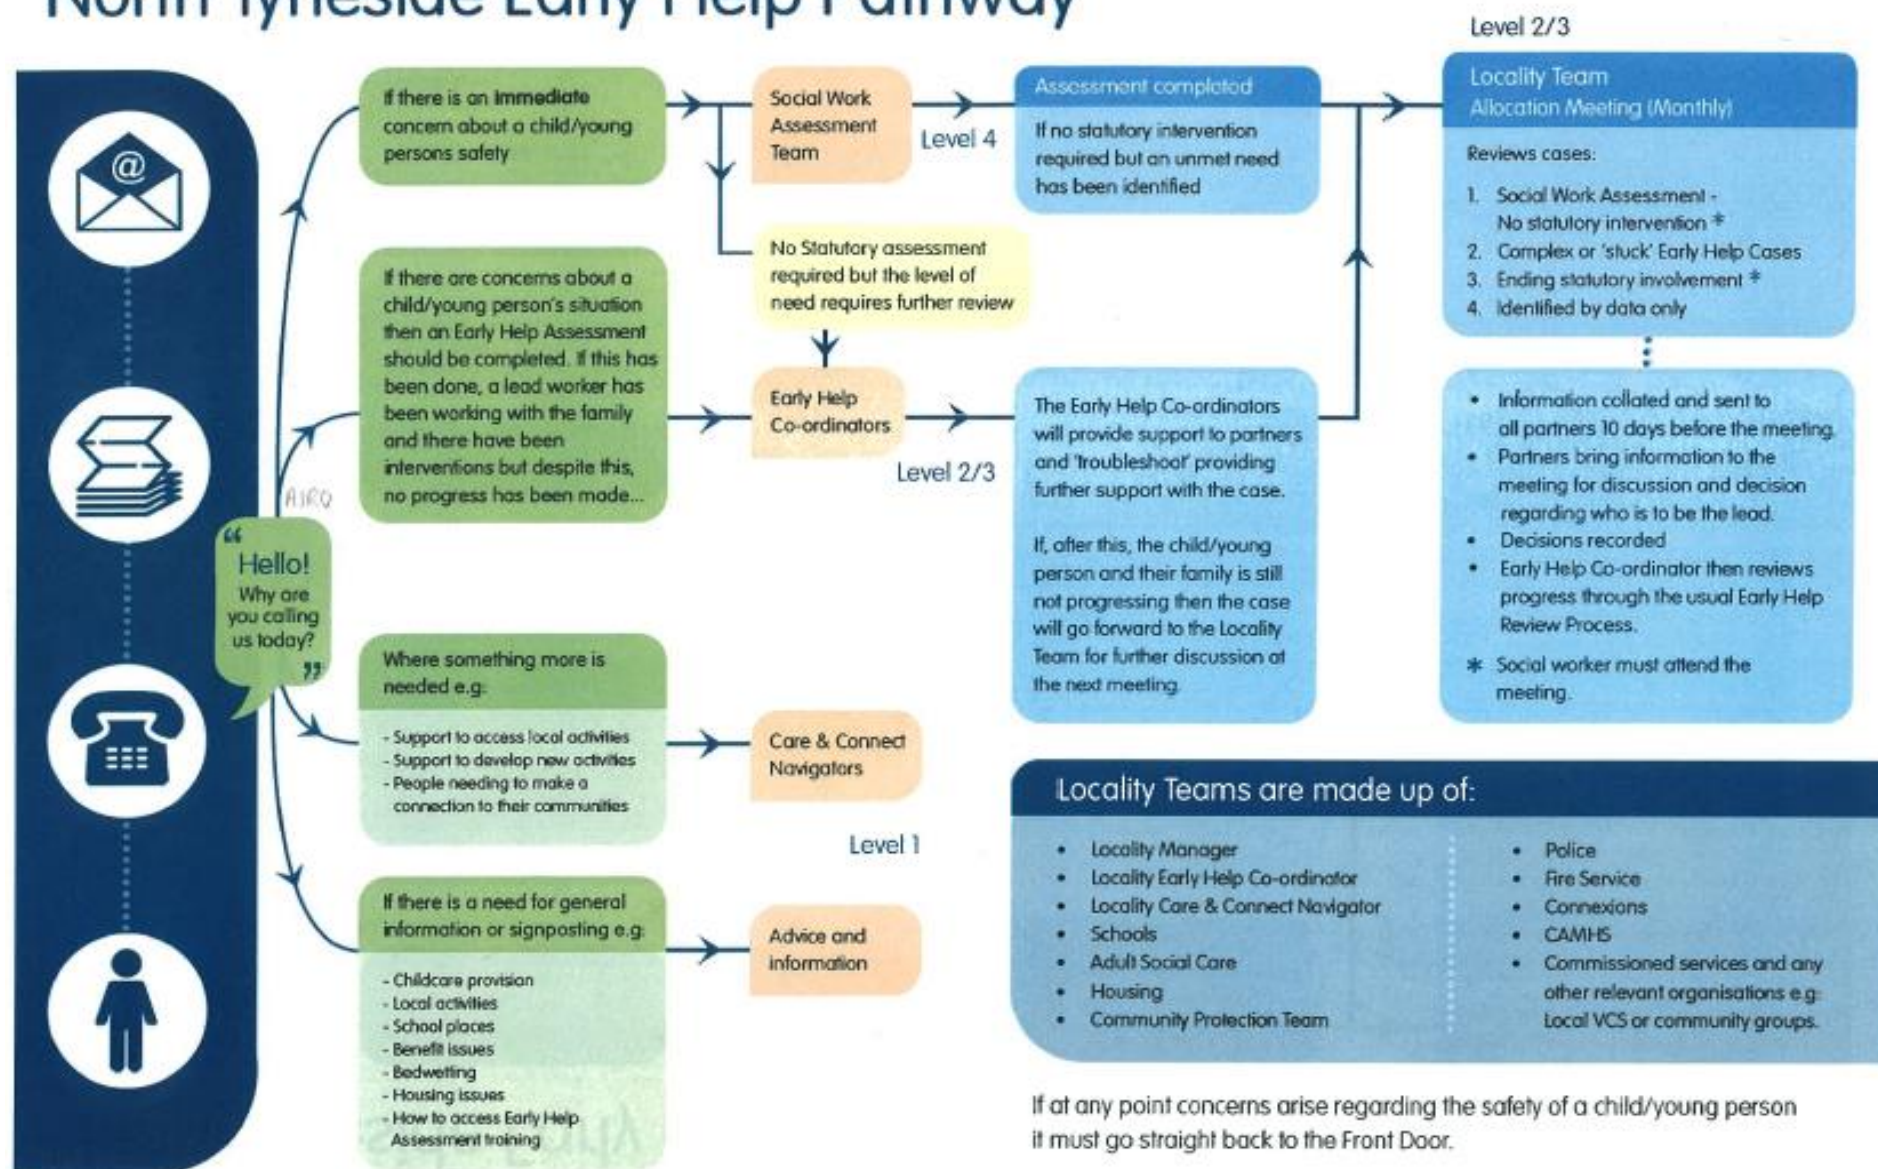 North Tyneside Early Help Pathway
@
"
Hello!
Why are
you calling
us today?
"
AIRO
If there is an immediate
concern about a child/young
persons safety
Social Work
Assessment
Team
Level 4
Assessment completed
If no statutory intervention
required but an unmet need
has been identified
No Statutory assessment
required but the level of
need requires further review
If there are concerns about a
child/young person's situation
then an Early Help Assessment
should be completed. If this has
been done, a lead worker has
been working with the family
and there have been
interventions but despite this,
no progress has been made...
Early Help
Co-ordinators
Level 2/3
The Early Help Co-ordinators
will provide support to partners
and 'troubleshoot' providing
further support with the case.
If, after this, the child/young
person and their family is still
not progressing then the case
will go forward to the Locality
Team for further discussion at
the next meeting.
Level 2/3
Locality Team
Allocation Meeting (Monthly)
Reviews cases:
1. Social Work Assessment -
No statutory intervention *
2. Complex or 'stuck' Early Help Cases
3. Ending statutory involvement *
4. Identified by data only
• Information collated and sent to
all partners 10 days before the meeting.
• Partners bring information to the
meeting for discussion and decision
regarding who is to be the lead.
• Decisions recorded
• Early Help Co-ordinator then reviews
progress through the usual Early Help
Review Process.
* Social worker must attend the
meeting.
Where something more is
needed e.g:
- Support to access local activities
- Support to develop new activities
- People needing to make a
connection to their communities
Care & Connect
Navigators
Level 1
If there is a need for general
information or signposting e.g:
- Childcare provision
- Local activities
- School places
- Benefit issues
- Bedwetting
- Housing issues
- How to access Early Help
Assessment training
Advice and
information
Locality Teams are made up of:
• Locality Manager
• Locality Early Help Co-ordinator
• Locality Care & Connect Navigator
• Schools
• Adult Social Care
• Housing
• Community Protection Team
• Police
• Fire Service
• Connexions
• CAMHS
• Commissioned services and any
other relevant organisations e.g:
Local VCS or community groups.
If at any point concerns arise regarding the safety of a child/young person
it must go straight back to the Front Door.